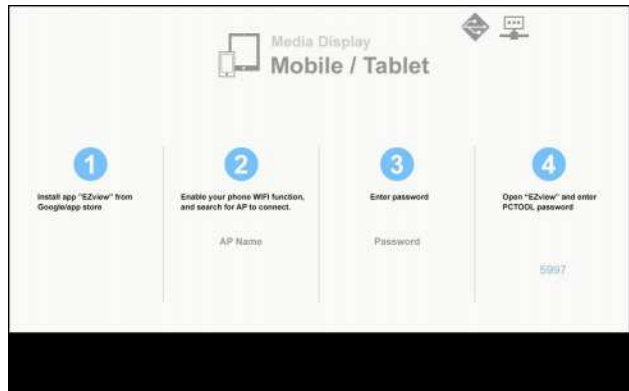 Media Display
Mobile / Tablet
1
2
3
4
Install app "EZview" from
Google/app store
Enable your phone WIFI function,
and search for AP to connect.
Enter password
Open "EZview" and enter
PCTOOL password
AP Name
Password
5997